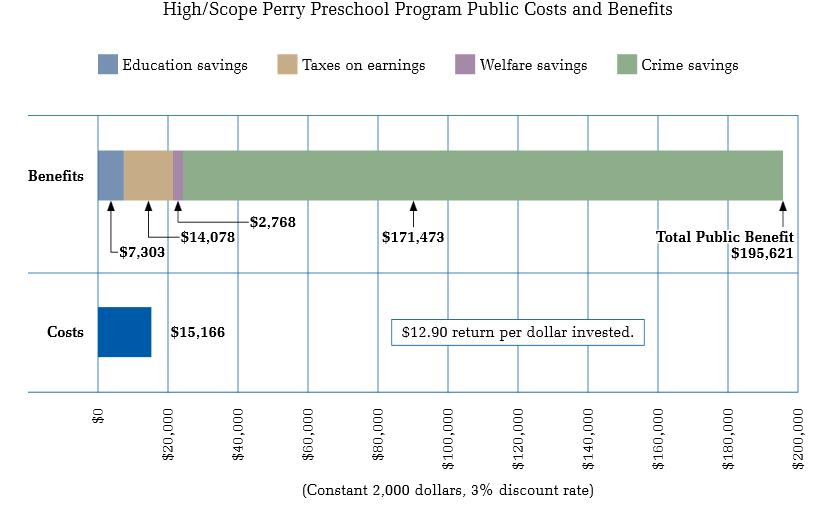 High/Scope Perry Preschool Program Public Costs and Benefits
Education savings
Taxes on earnings
Welfare savings
Crime savings
Benefits
$2,768
$14,078
$7,303
$171,473
Total Public Benefit
$195,621
Costs
$15,166
$12.90 return per dollar invested.
$0
$20,000
$40,000
$60,000
$80,000
$100,000
$120,000
$140,000
$160,000
$180,000
$200,000
(Constant 2,000 dollars, 3% discount rate)